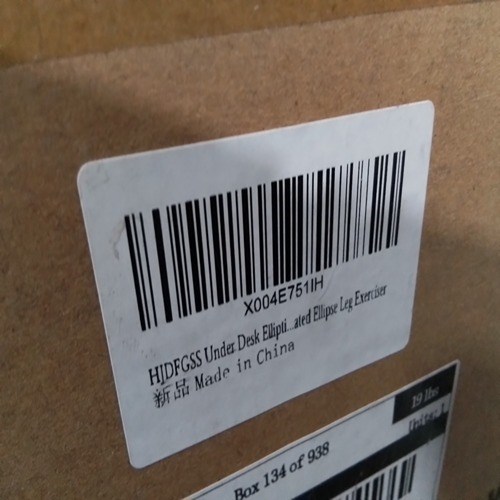 X004E751IH
HJDFGSS Under Desk Ellipti...ated Ellipse Leg Exerciser
新品 Made in China
19 lbs
Box 134 of 938